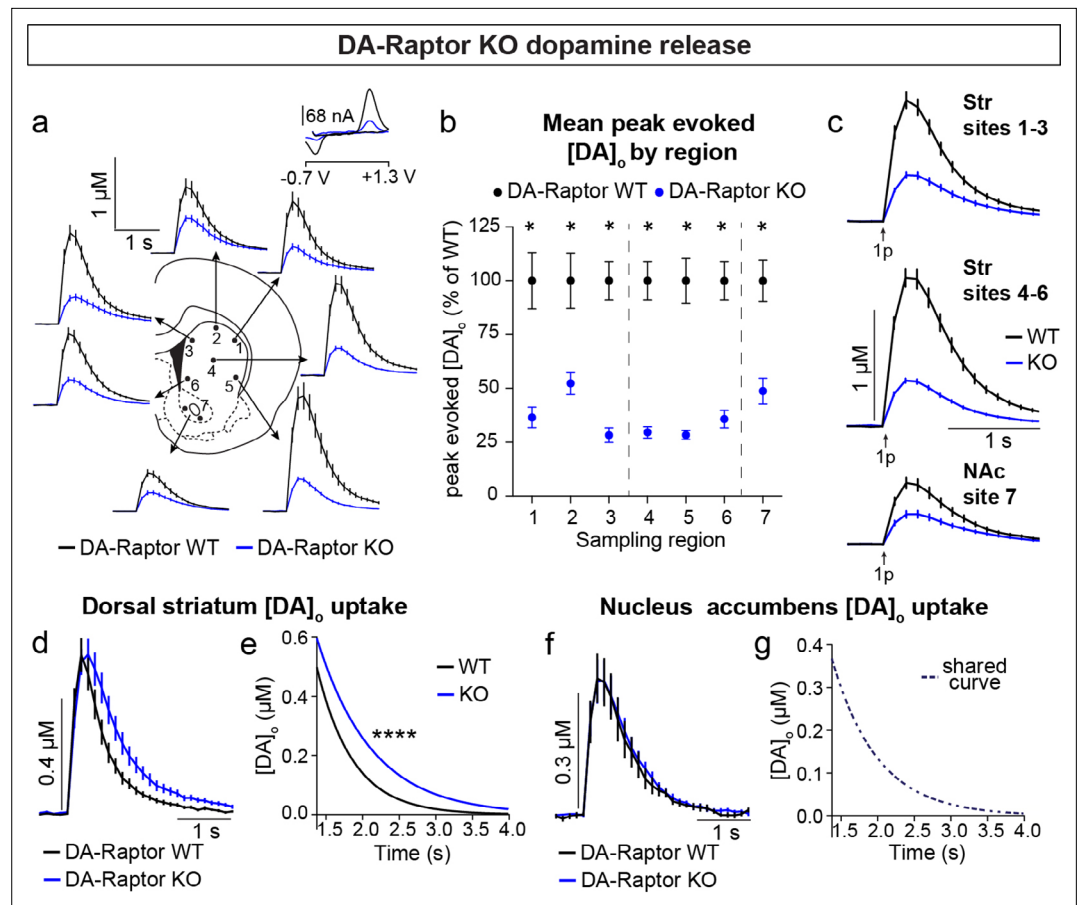 DA-Raptor KO dopamine release
a
68 nA
-0.7 V
+1.3 V
1 µM
1 s
1
2
3
4
5
6
7
DA-Raptor WT
DA-Raptor KO
b
Mean peak evoked
[DA]o by region
DA-Raptor WT
DA-Raptor KO
peak evoked [DA]o (% of WT)
125
100
75
50
25
0
* * * * * * *
1 2 3 4 5 6 7
Sampling region
c
Str
sites 1-3
1p
Str
sites 4-6
WT
KO
1 µM
1 s
1p
NAc
site 7
1p
Dorsal striatum [DA]o uptake
d
0.4 µM
1 s
DA-Raptor WT
DA-Raptor KO
e
[DA]o (µM)
0.6
0.4
0.2
0.0
WT
KO
****
1.5 2.0 2.5 3.0 3.5 4.0
Time (s)
Nucleus accumbens [DA]o uptake
f
0.3 µM
1 s
DA-Raptor WT
DA-Raptor KO
g
[DA]o (µM)
0.4
0.3
0.2
0.1
0.0
shared
curve
1.5 2.0 2.5 3.0 3.5 4.0
Time (s)